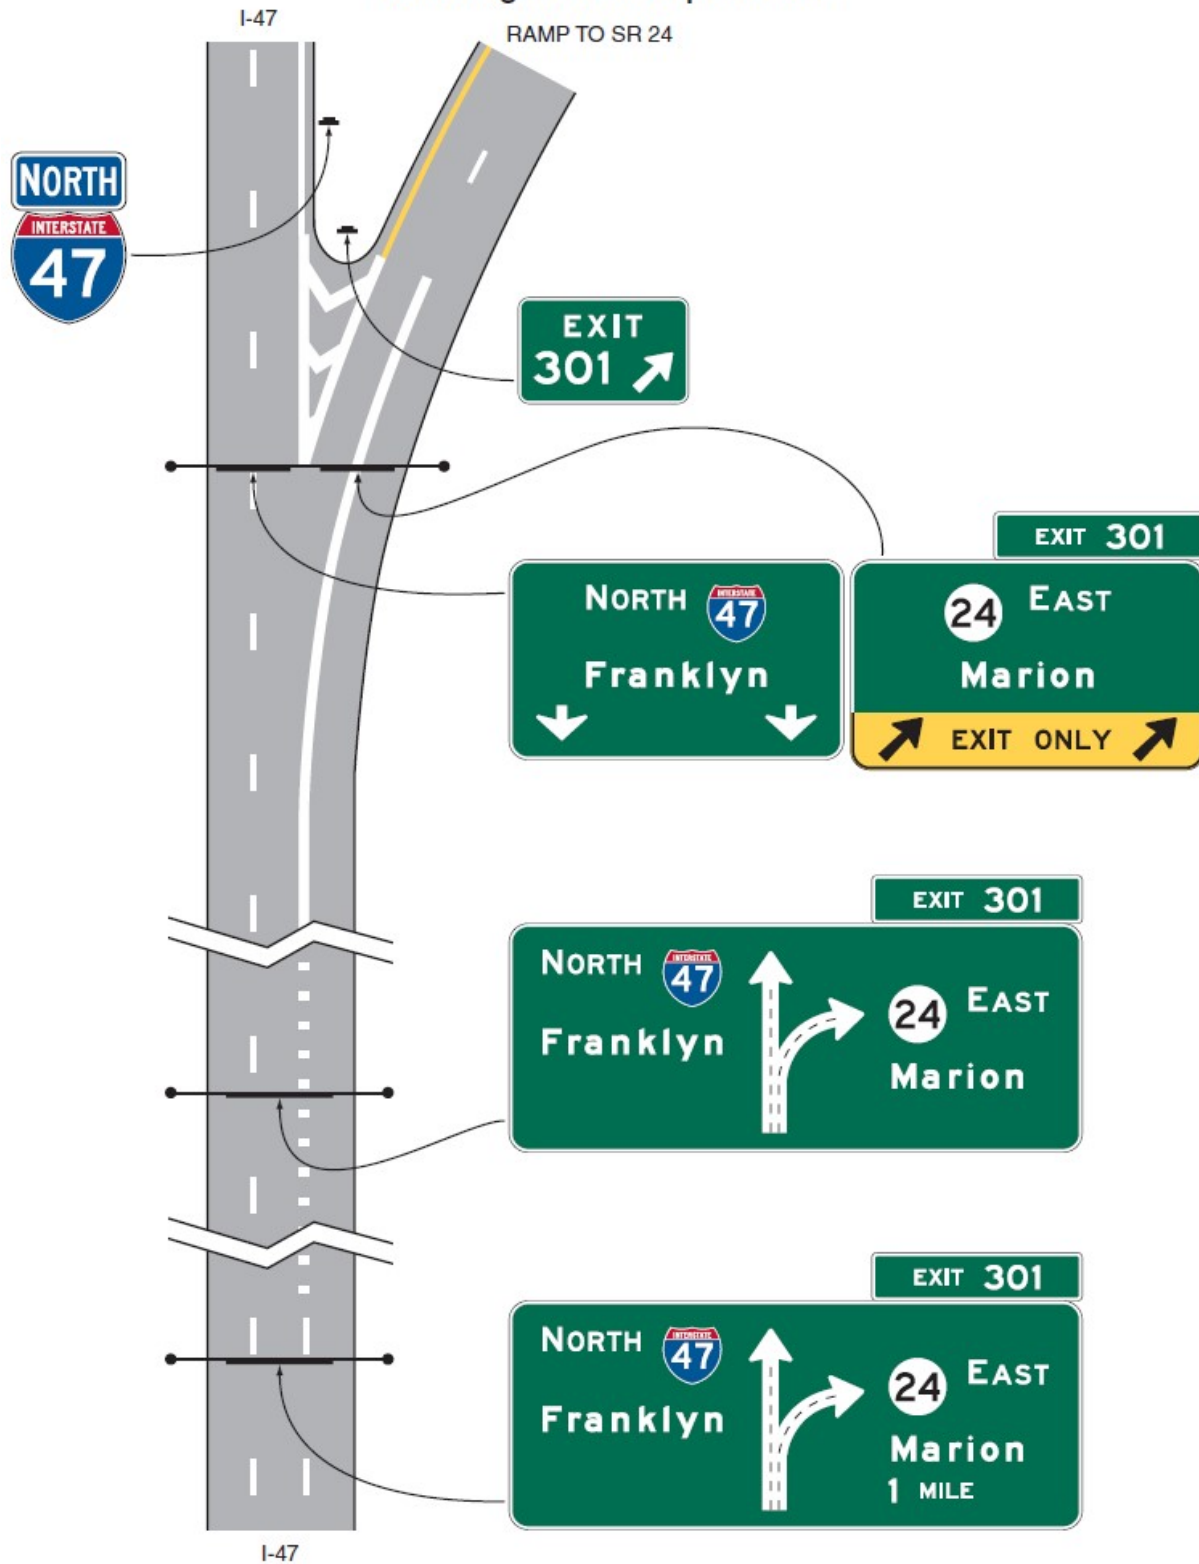 I-47
RAMP TO SR 24
NORTH
INTERSTATE
47
EXIT
301
EXIT 301
NORTH INTERSTATE 47
Franklyn
24 EAST
Marion
EXIT ONLY
EXIT 301
NORTH INTERSTATE 47
Franklyn
24 EAST
Marion
EXIT 301
NORTH INTERSTATE 47
Franklyn
24 EAST
Marion
1 MILE
I-47